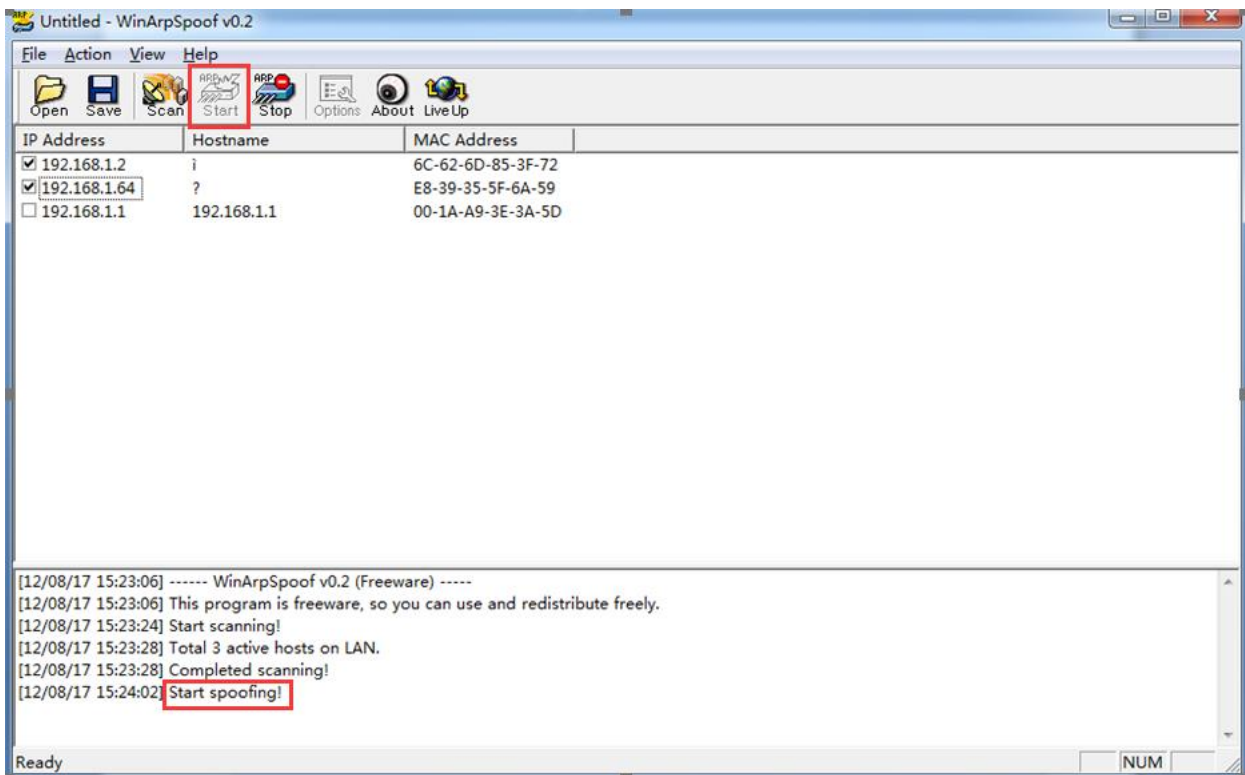 Untitled - WinArpSpoof v0.2
File Action View Help
Open Save Scan Start Stop Options About LiveUp
IP Address Hostname MAC Address
192.168.1.2 ì 6C-62-6D-85-3F-72
192.168.1.64 ? E8-39-35-5F-6A-59
192.168.1.1 192.168.1.1 00-1A-A9-3E-3A-5D
[12/08/17 15:23:06] ------ WinArpSpoof v0.2 (Freeware) -----
[12/08/17 15:23:06] This program is freeware, so you can use and redistribute freely.
[12/08/17 15:23:24] Start scanning!
[12/08/17 15:23:28] Total 3 active hosts on LAN.
[12/08/17 15:23:28] Completed scanning!
[12/08/17 15:24:02] Start spoofing!
Ready NUM